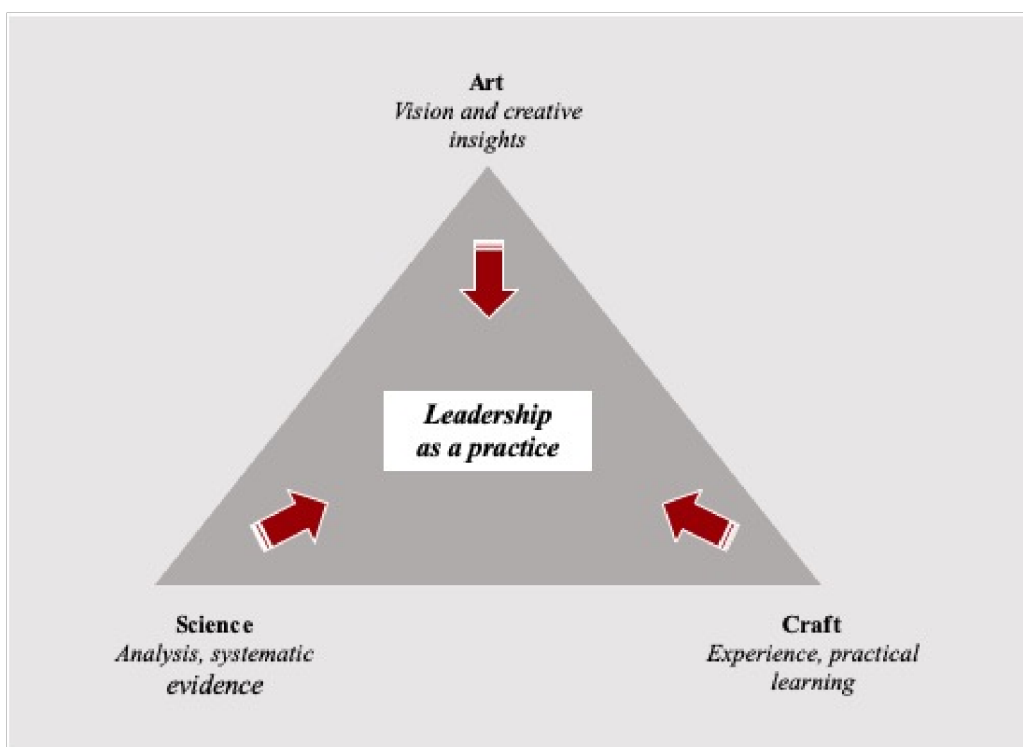 Art
Vision and creative
insights
Leadership
as a practice
Science
Analysis, systematic
evidence
Craft
Experience, practical
learning